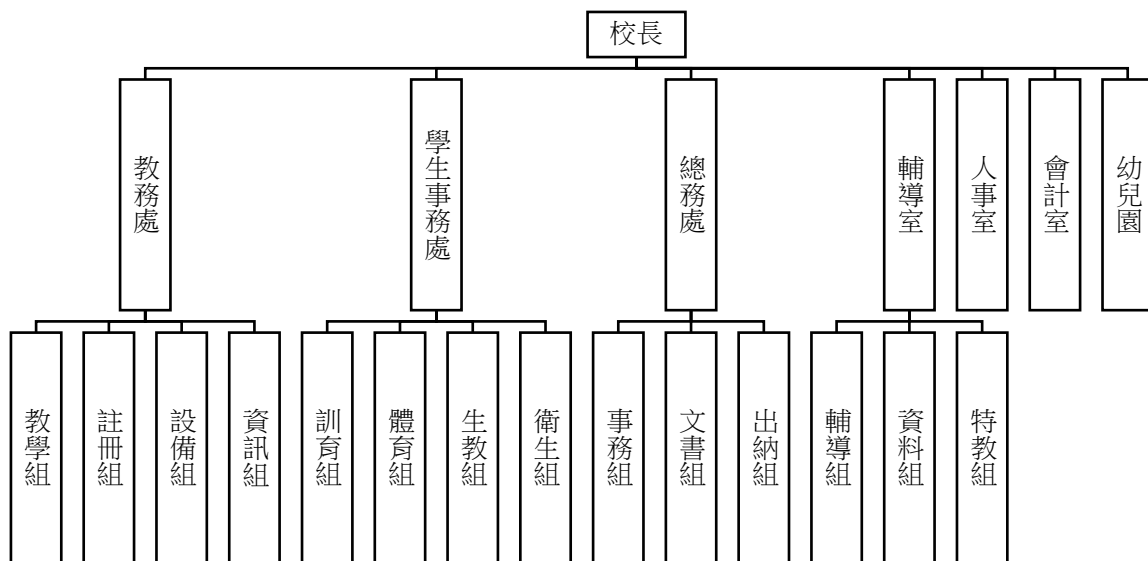 校長
教務處
學生事務處
總務處
輔導室
人事室
會計室
幼兒園
教學組
註冊組
設備組
資訊組
訓育組
體育組
生教組
衛生組
事務組
文書組
出納組
輔導組
資料組
特教組